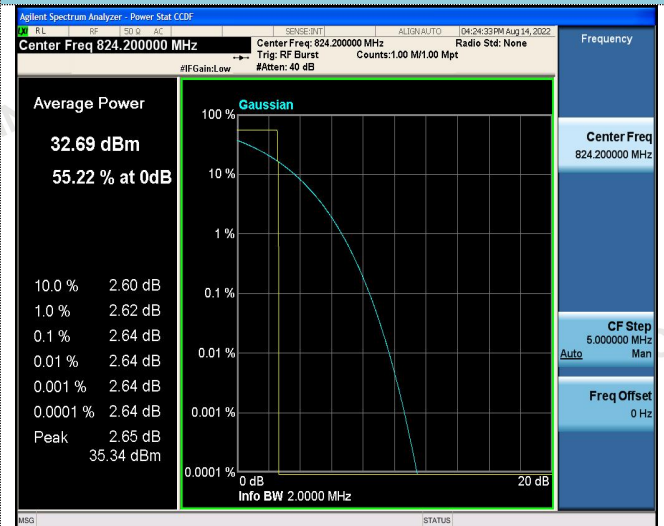 Agilent Spectrum Analyzer - Power Stat CCDF
LXI RL RF 50 Ω AC SENSE:INT ALIGN AUTO 04:24:33 PM Aug 14, 2022
Center Freq 824.200000 MHz
Center Freq: 824.200000 MHz Radio Std: None
Trig: RF Burst Counts:1.00 M/1.00 Mpt
#IFGain:Low #Atten: 40 dB
Frequency
Average Power
32.69 dBm
55.22 % at 0dB
10.0 % 2.60 dB
1.0 % 2.62 dB
0.1 % 2.64 dB
0.01 % 2.64 dB
0.001 % 2.64 dB
0.0001 % 2.64 dB
Peak 2.65 dB
35.34 dBm
Gaussian
100 %
10 %
1 %
0.1 %
0.01 %
0.001 %
0.0001 %
0 dB 20 dB
Info BW 2.0000 MHz
Center Freq
824.200000 MHz
CF Step
5.000000 MHz
Auto Man
Freq Offset
0 Hz
MSG STATUS